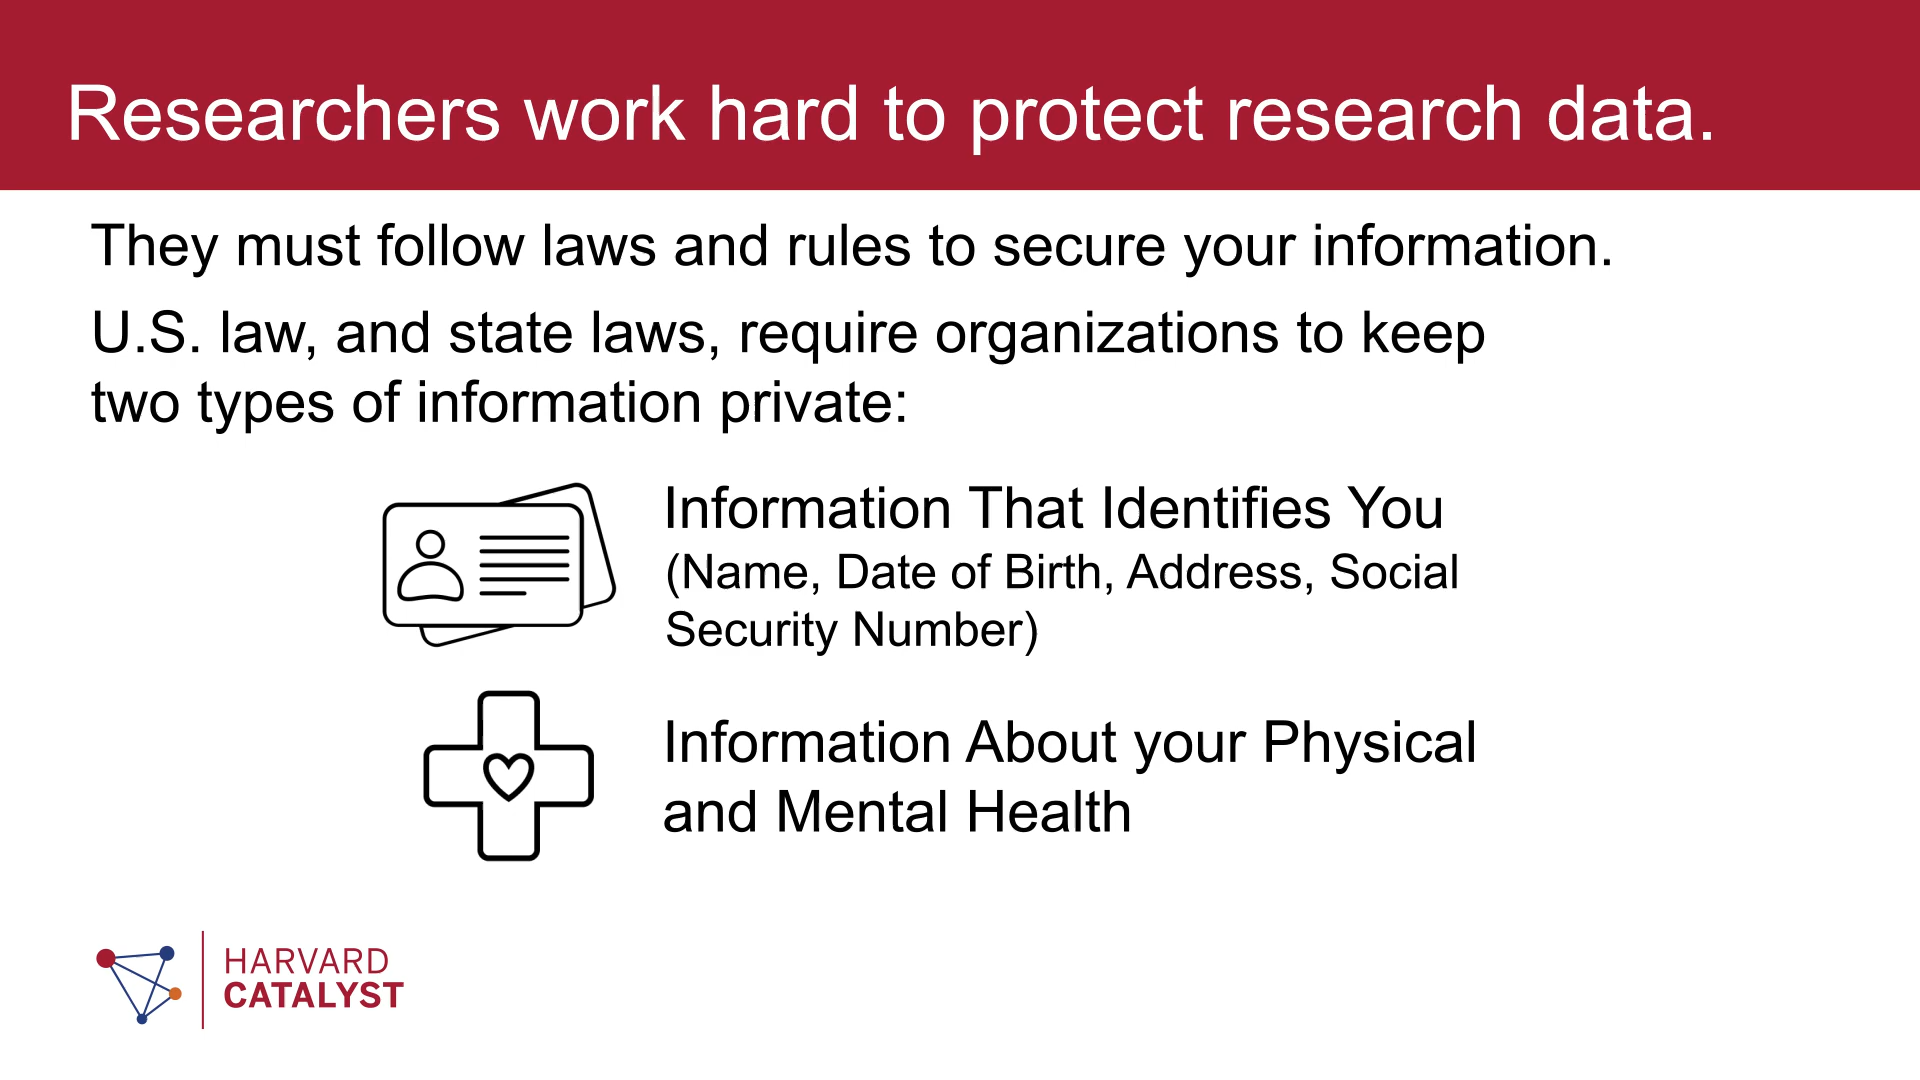 Researchers work hard to protect research data.
They must follow laws and rules to secure your information.
U.S. law, and state laws, require organizations to keep
two types of information private:
Information That Identifies You
(Name, Date of Birth, Address, Social
Security Number)
Information About your Physical
and Mental Health
HARVARD
CATALYST